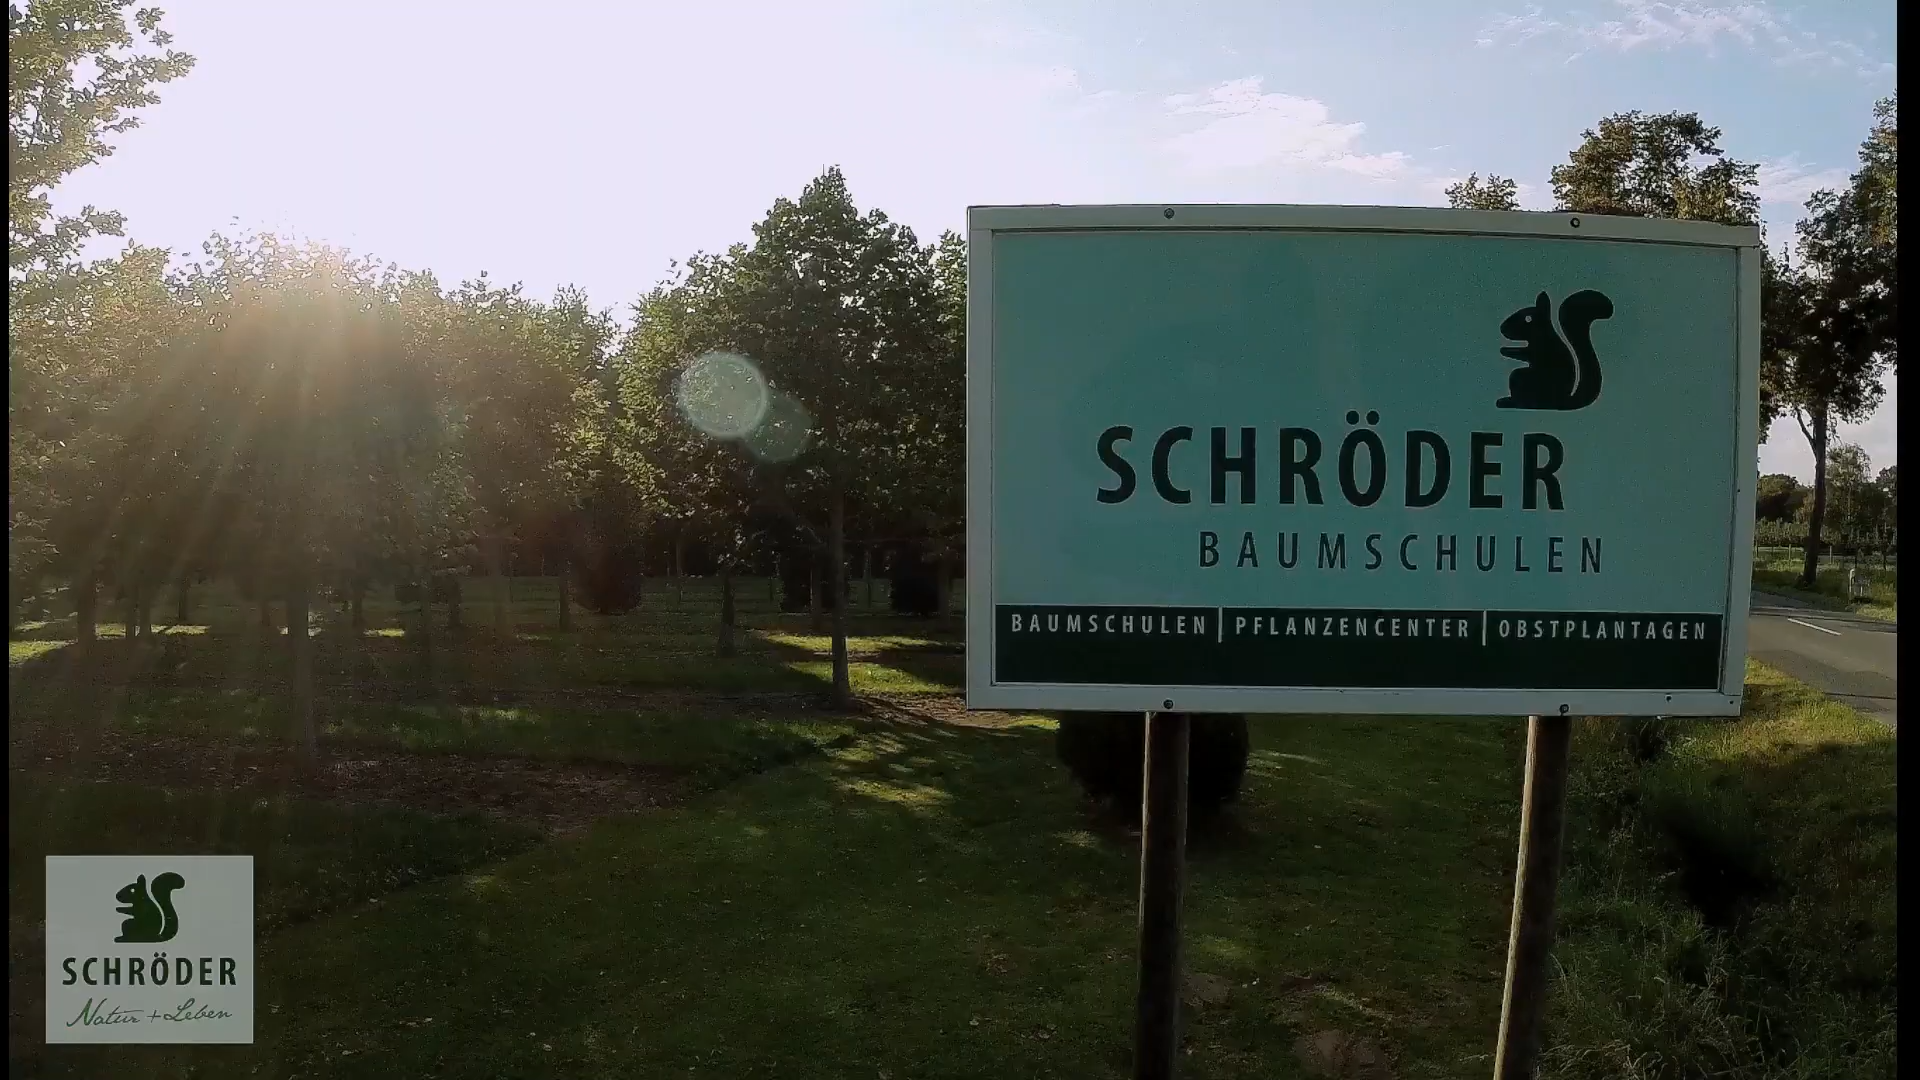 SCHRÖDER
BAUMSCHULEN
BAUMSCHULEN | PFLANZENCENTER | OBSTPLANTAGEN
SCHRÖDER
Natur + Leben